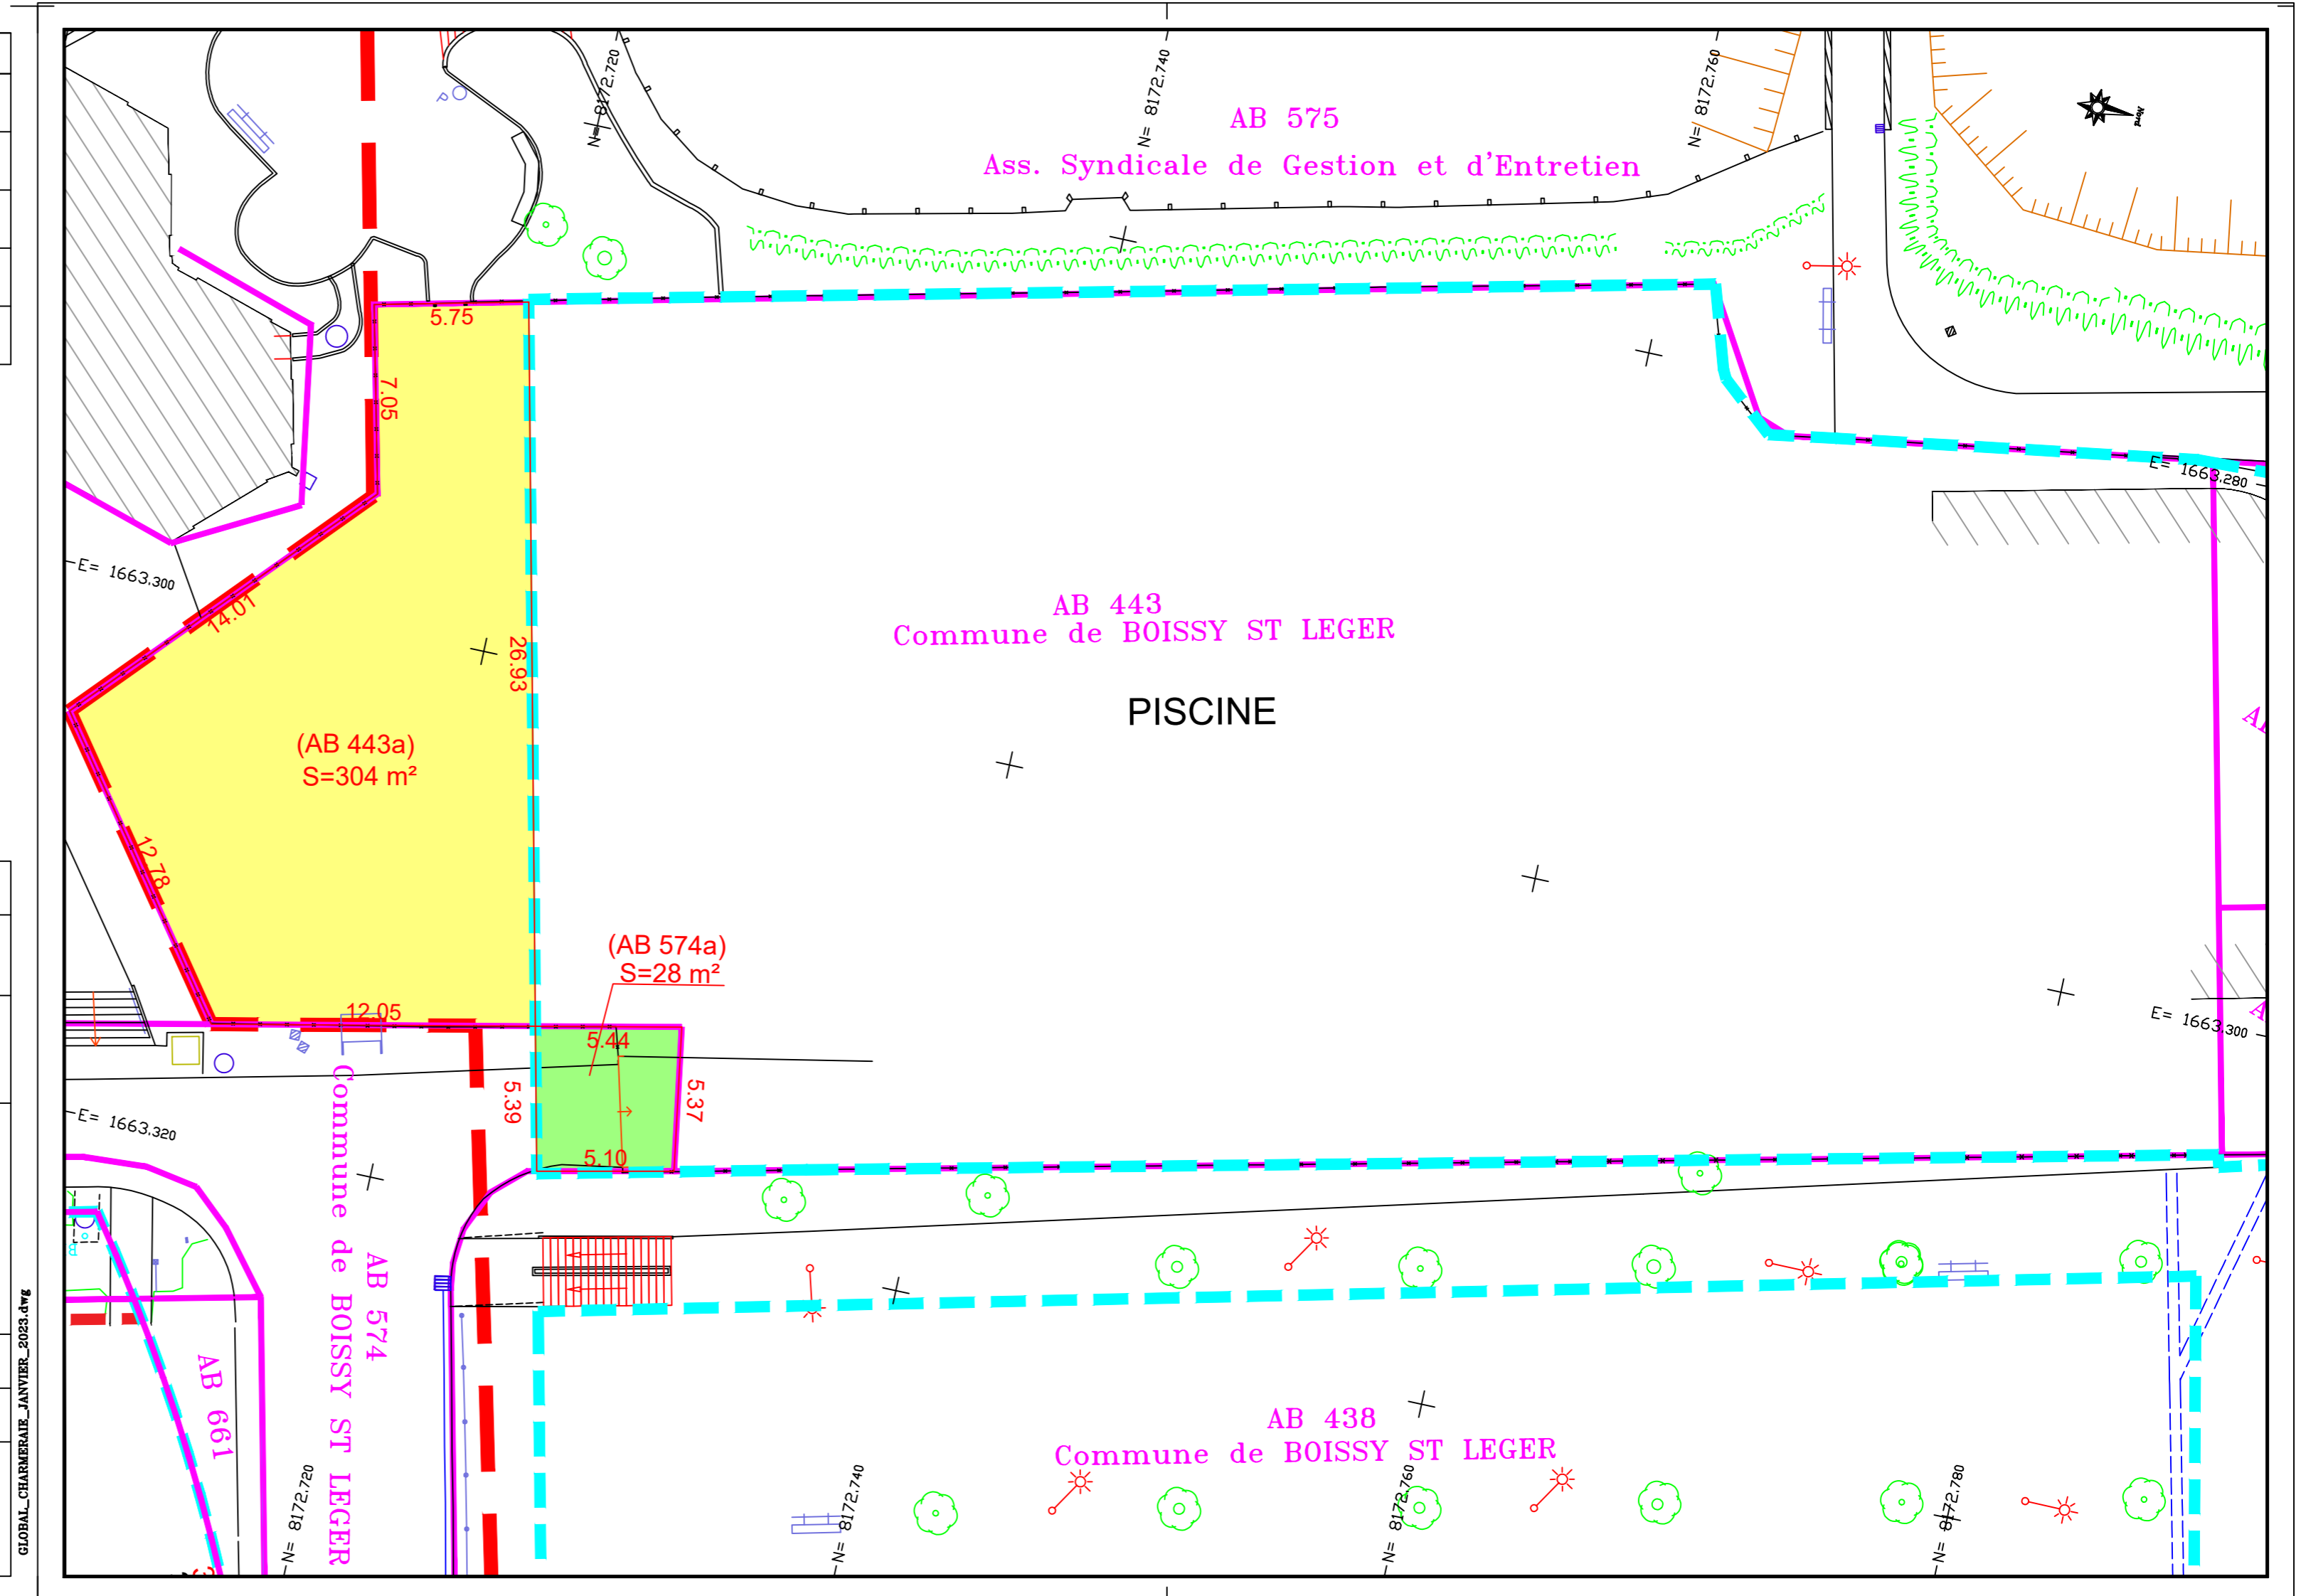 N= 8172.720
N= 8172.740
N= 8172.760
Nord
P
AB 575
Ass. Syndicale de Gestion et d'Entretien
5.75
7.05
E= 1663.280
E= 1663.300
14.01
26.93
AB 443
Commune de BOISSY ST LEGER
PISCINE
(AB 443a)
S=304 m²
12.78
(AB 574a)
S=28 m²
12.05
5.44
5.39
5.37
5.10
E= 1663.300
E= 1663.320
AB 574
Commune de BOISSY ST LEGER
B
AB 661
AB 438
Commune de BOISSY ST LEGER
N= 8172.720
N= 8172.740
N= 8172.760
N= 8172.780
GLOBAL_CHARMERAIE_JANVIER_2023.dwg